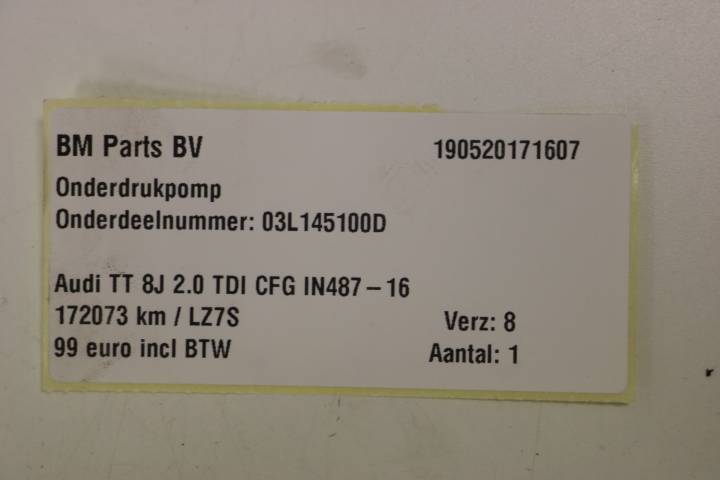 BM Parts BV 190520171607
Onderdrukpomp
Onderdeelnummer: 03L145100D
Audi TT 8J 2.0 TDI CFG IN487-16
172073 km / LZ7S Verz: 8
99 euro incl BTW Aantal: 1